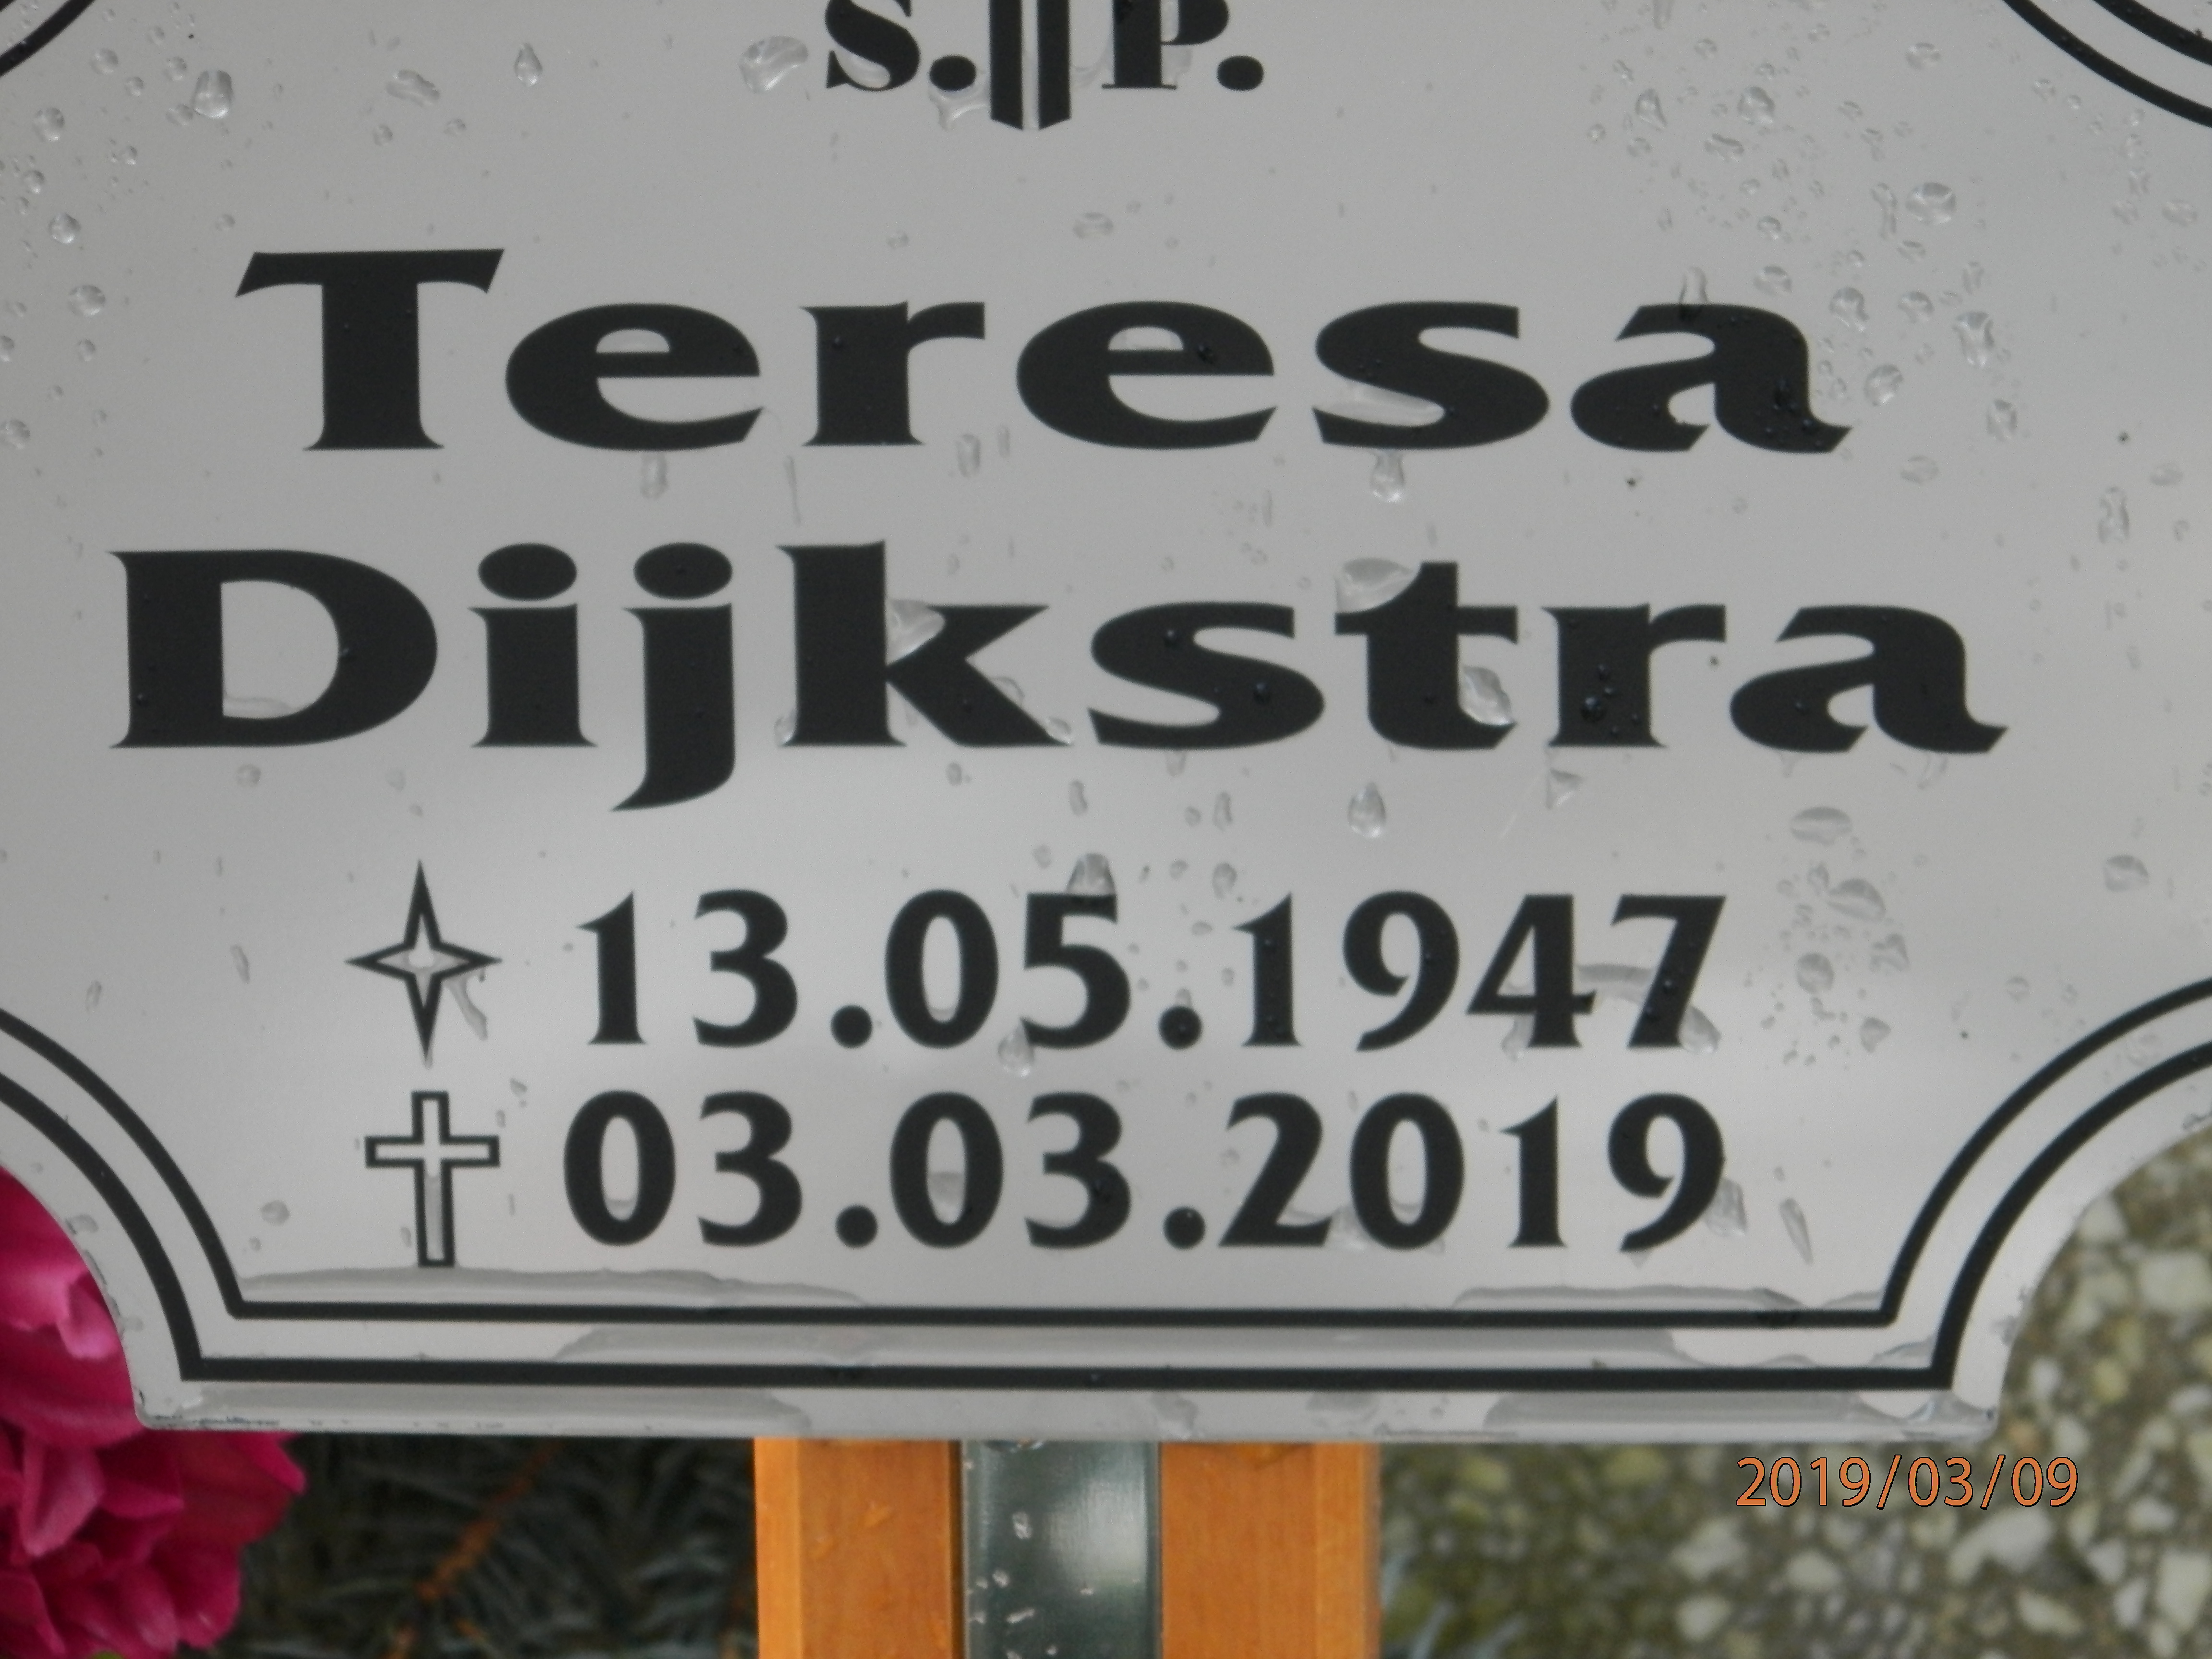 S. P.
Teresa
Dijkstra
13.05.1947
03.03.2019
2019/03/09